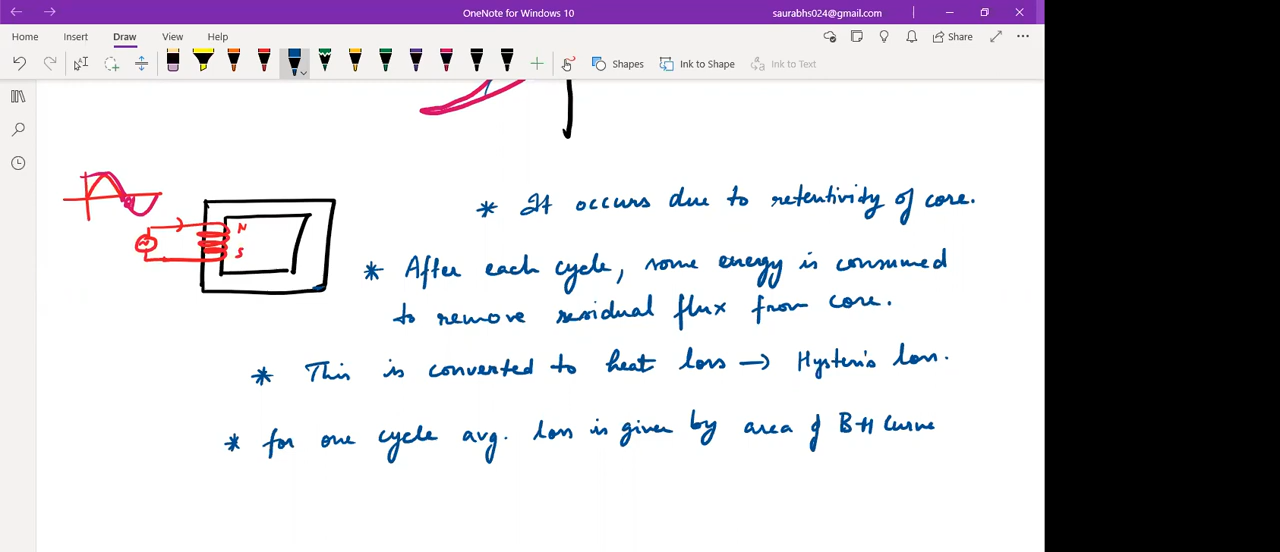 OneNote for Windows 10
saurabhs024@gmail.com
Home Insert Draw View Help
Share
Shapes
Ink to Shape
Ink to Text
N
S
* It occurs due to retentivity of core.
* After each cycle, some energy is consumed
to remove residual flux from core.
* This is converted to heat loss → Hysteris loss.
* for one cycle avg. loss is given by area of B-H Curve